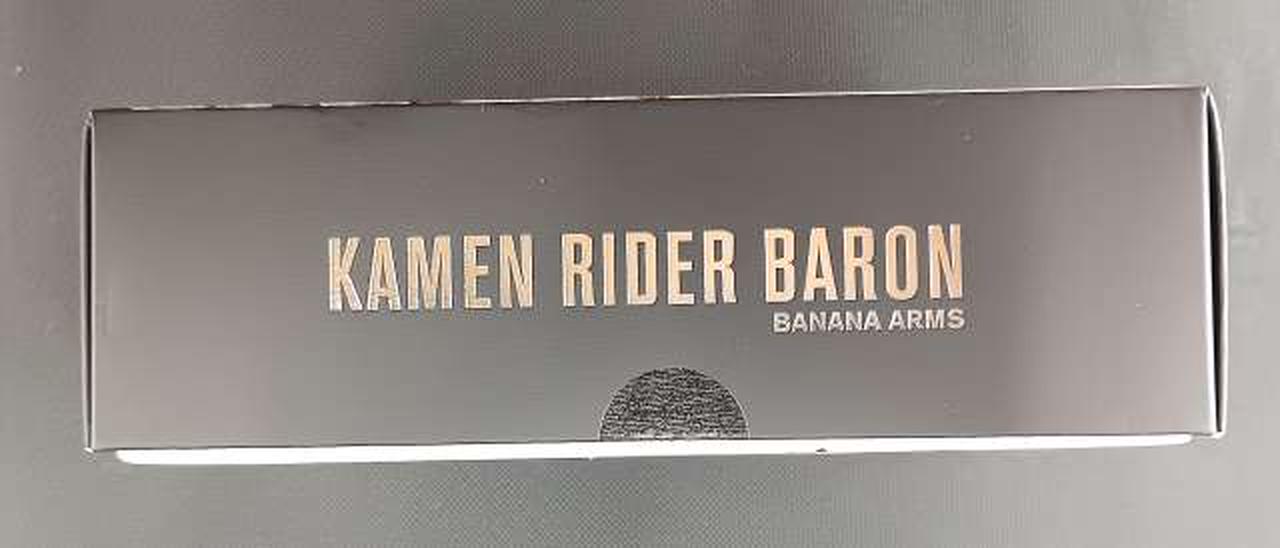 KAMEN RIDER BARON
BANANA ARMS